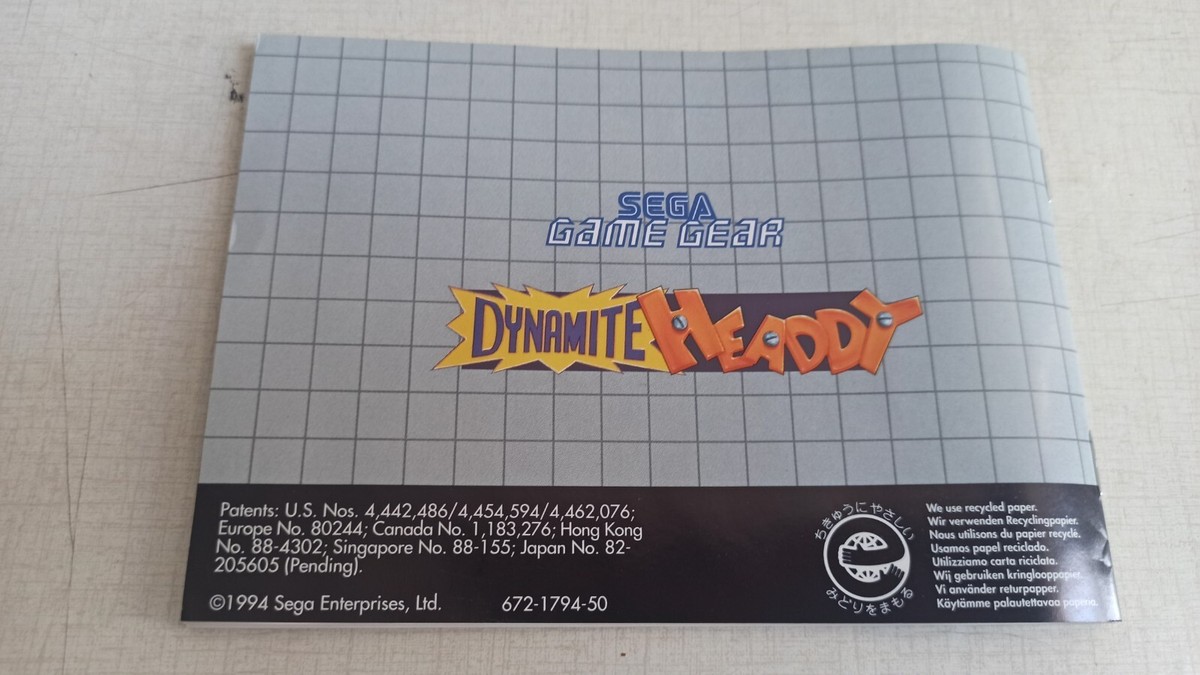 SEGA
GAME GEAR
DYNAMITE HEADDY
Patents: U.S. Nos. 4,442,486/4,454,594/4,462,076;
Europe No. 80244; Canada No. 1,183,276; Hong Kong
No. 88-4302; Singapore No. 88-155; Japan No. 82-
205605 (Pending).
©1994 Sega Enterprises, Ltd. 672-1794-50
ちきゅうに やさしい
みどりをまもる
We use recycled paper.
Wir verwenden Recyclingpapier.
Nous utilisons du papier recyclé.
Usamos papel reciclado.
Utilizziamo carta riciclata.
Wij gebruiken kringlooppapier.
Vi använder returpapper.
Käytämme palautettavaa paperia.